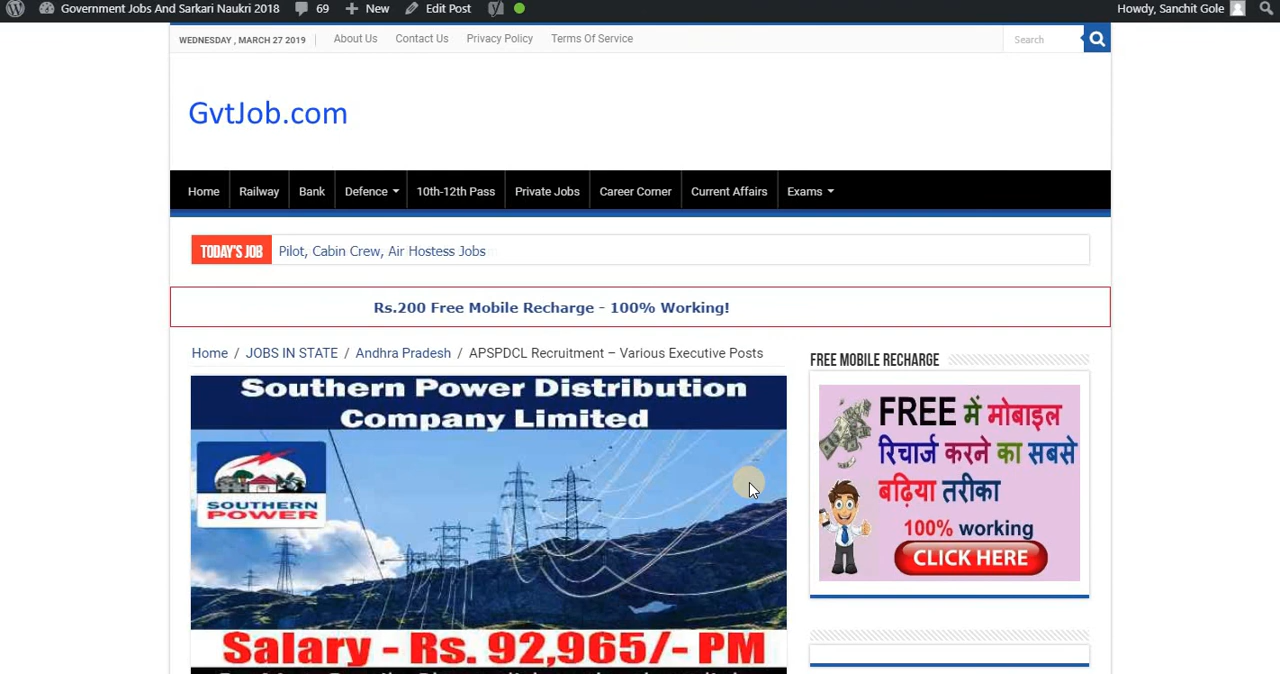 Government Jobs And Sarkari Naukri 2018 69 New Edit Post Howdy, Sanchit Gole
WEDNESDAY , MARCH 27 2019 About Us Contact Us Privacy Policy Terms Of Service Search
GvtJob.com
Home Railway Bank Defence 10th-12th Pass Private Jobs Career Corner Current Affairs Exams
TODAY'S JOB Pilot, Cabin Crew, Air Hostess Jobs
Rs.200 Free Mobile Recharge - 100% Working!
Home / JOBS IN STATE / Andhra Pradesh / APSPDCL Recruitment – Various Executive Posts
Southern Power Distribution
Company Limited
SOUTHERN
POWER
Salary - Rs. 92,965/- PM
FREE MOBILE RECHARGE
FREE में मोबाइल
रिचार्ज करने का सबसे
बढ़िया तरीका
100% working
CLICK HERE